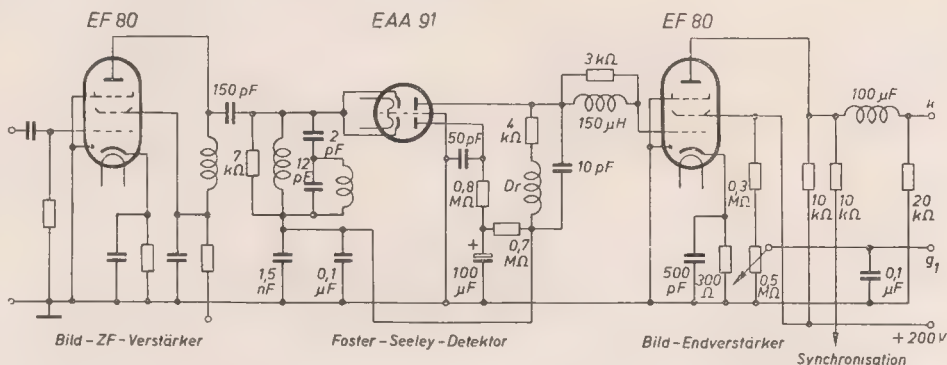 EF 80
EAA 91
EF 80
150 pF
7 kΩ
2 pF
12 pF
1,5 nF
0,1 µF
50 pF
0,8 MΩ
+
100 µF
0,7 MΩ
4 kΩ
Dr
10 pF
3 kΩ
150 µH
500 pF
300 Ω
0,3 MΩ
0,5 MΩ
10 kΩ
10 kΩ
100 µF
20 kΩ
0,1 µF
k
g1
+200 V
Bild-ZF-Verstärker
Foster-Seeley-Detektor
Bild-Endverstärker
Synchronisation